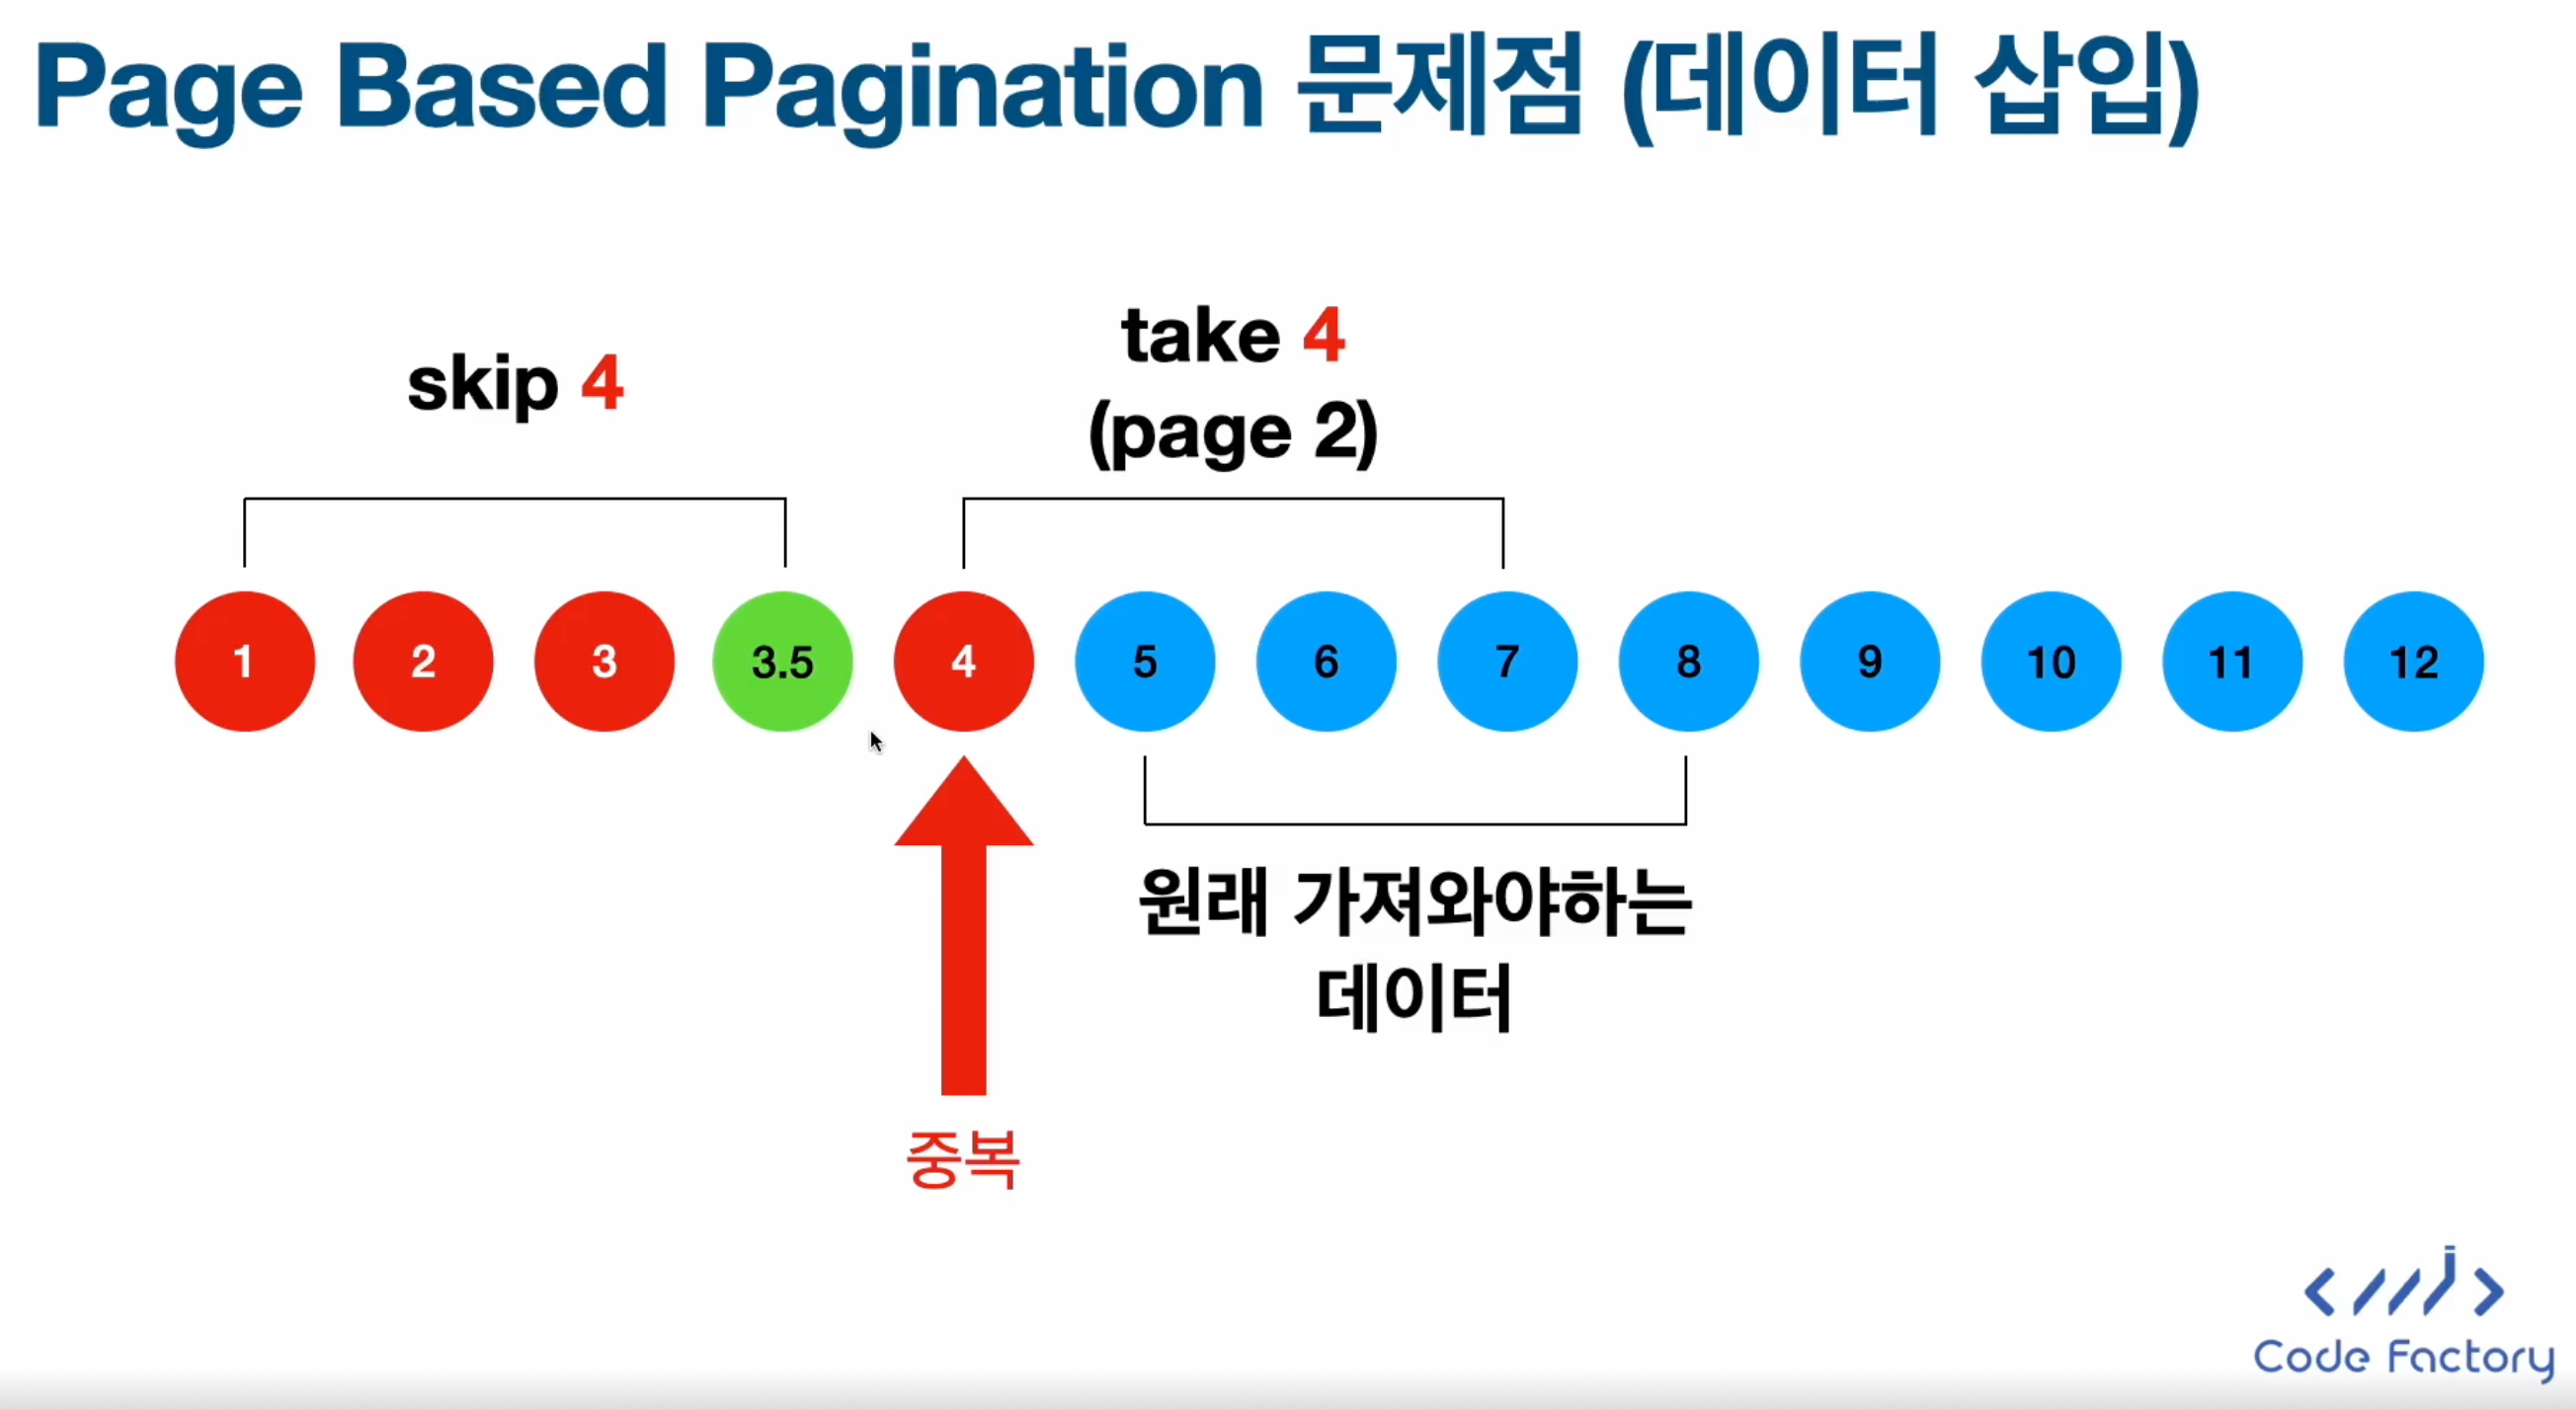 Page Based Pagination 문제점 (데이터 삽입)
skip 4
take 4
(page 2)
1 2 3 3.5 4 5 6 7 8 9 10 11 12
원래 가져와야하는
데이터
중복
Code Factory